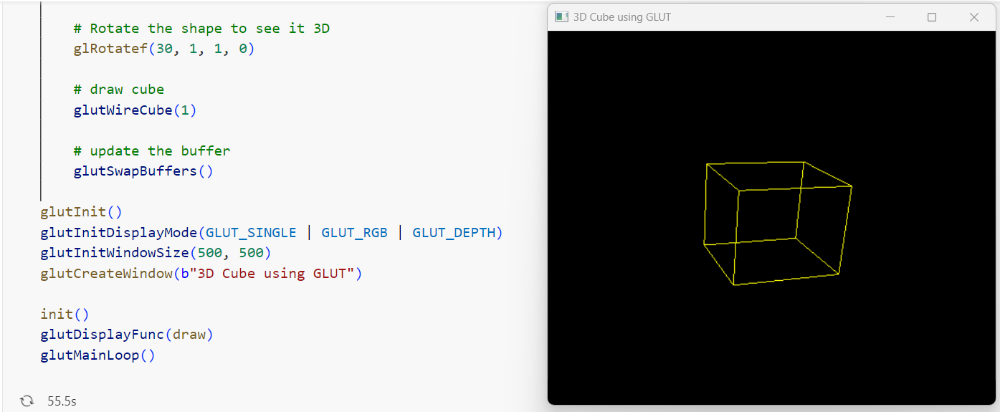 # Rotate the shape to see it 3D
glRotatef(30, 1, 1, 0)
# draw cube
glutWireCube(1)
# update the buffer
glutSwapBuffers()
glutInit()
glutInitDisplayMode(GLUT_SINGLE | GLUT_RGB | GLUT_DEPTH)
glutInitWindowSize(500, 500)
glutCreateWindow(b"3D Cube using GLUT")
init()
glutDisplayFunc(draw)
glutMainLoop()
55.5s
3D Cube using GLUT